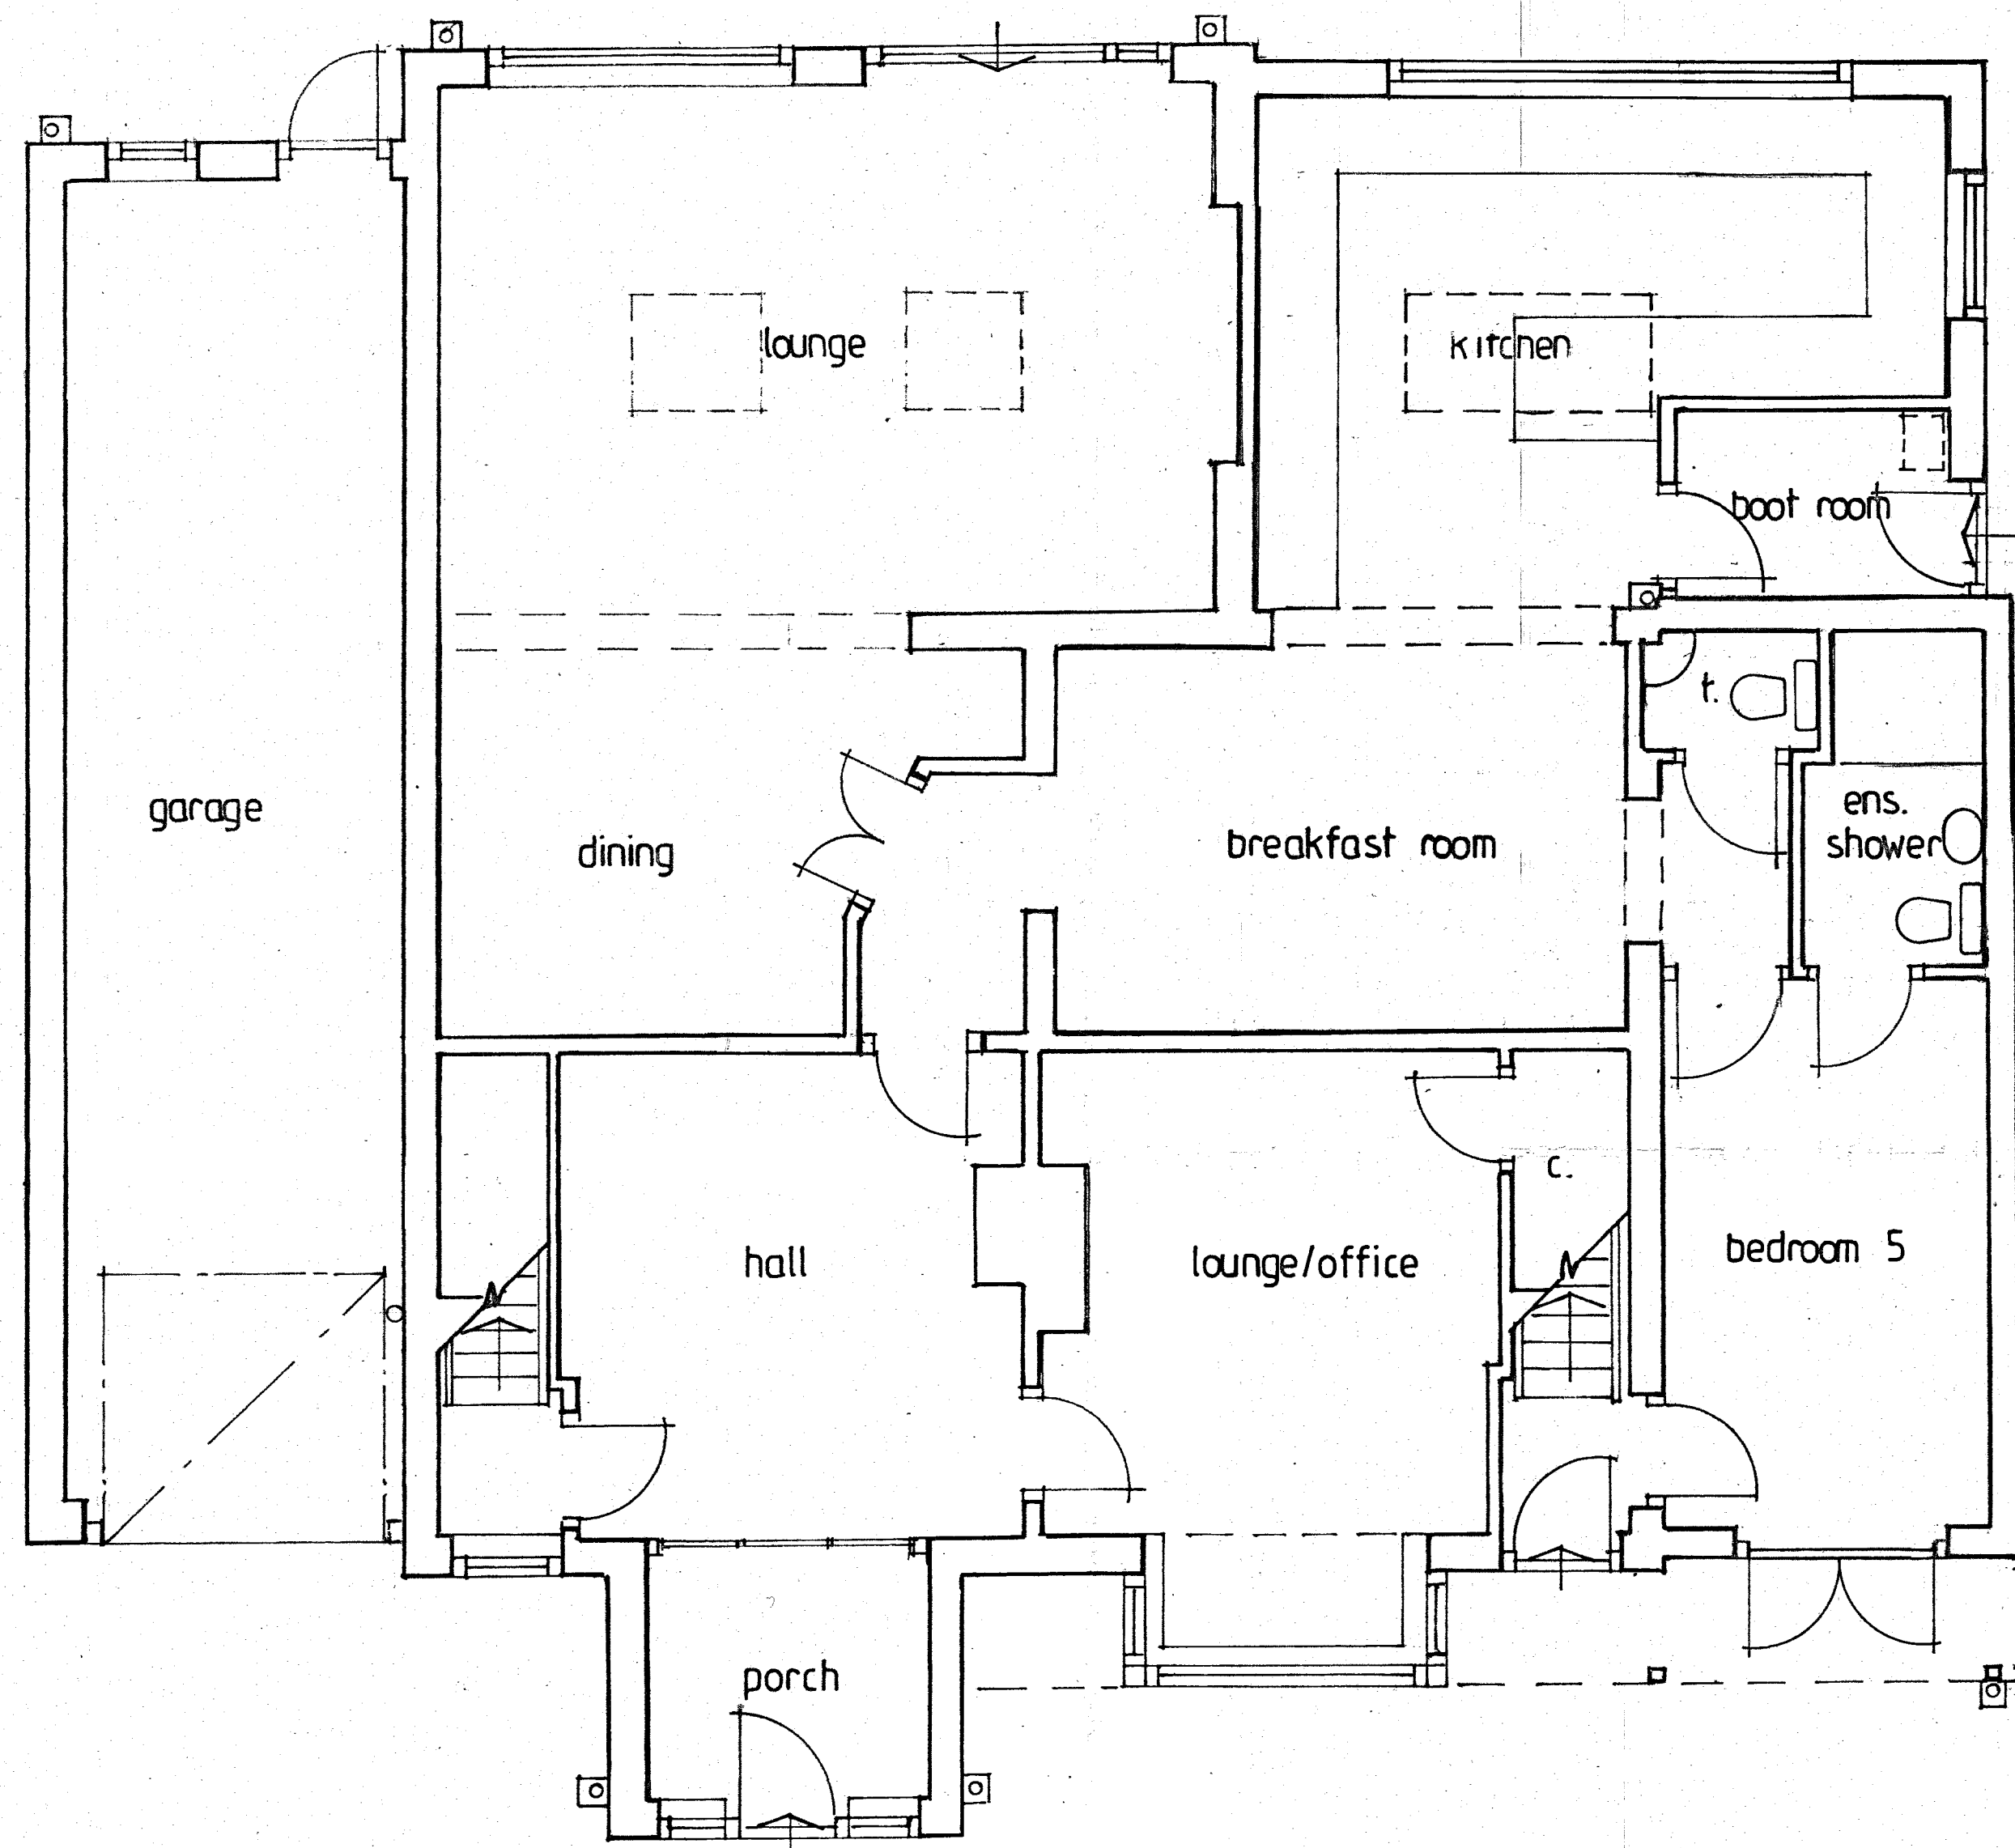 lounge
kitchen
boot room
t.
garage
dining
breakfast room
ens.
shower
c.
hall
lounge/office
bedroom 5
porch